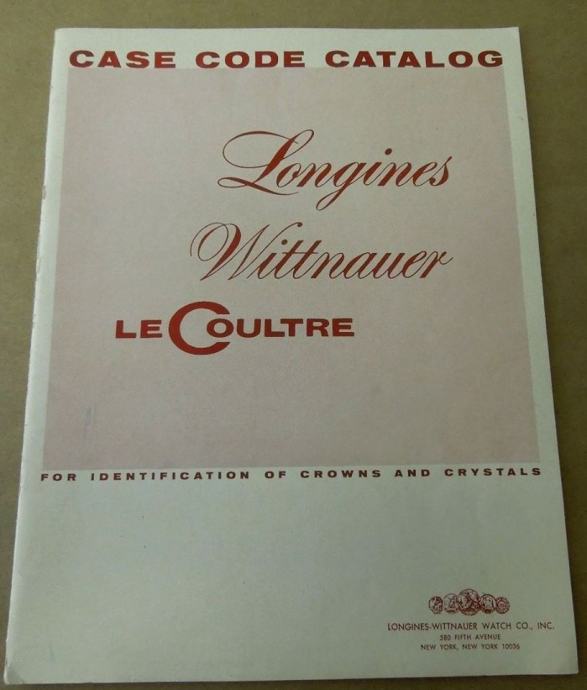 CASE CODE CATALOG
Longines
Wittnauer
LECOULTRE
FOR IDENTIFICATION OF CROWNS AND CRYSTALS
LONGINES-WITTNAUER WATCH CO., INC.
580 FIFTH AVENUE
NEW YORK, NEW YORK 10036